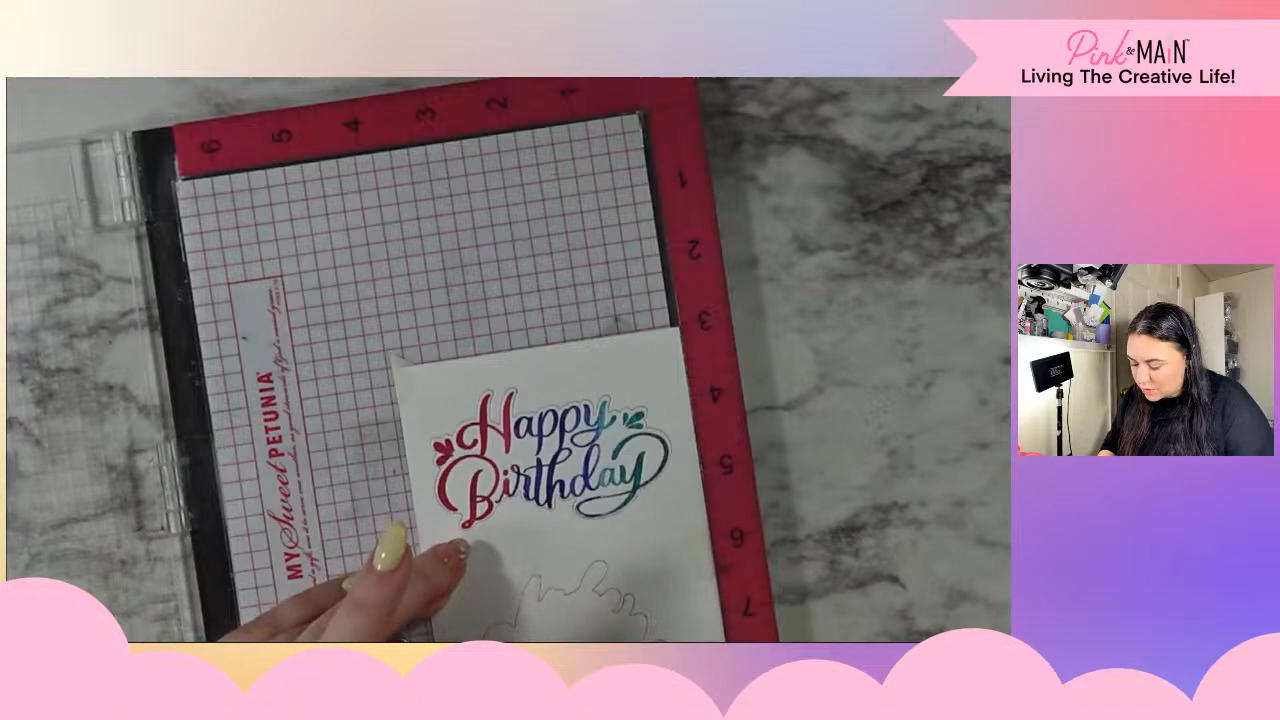 Pink & MAiN™
Living The Creative Life!
6 5 4 3 2 1
1
2
3
4
5
6
7
MY Sweet PETUNIA
Happy
Birthday